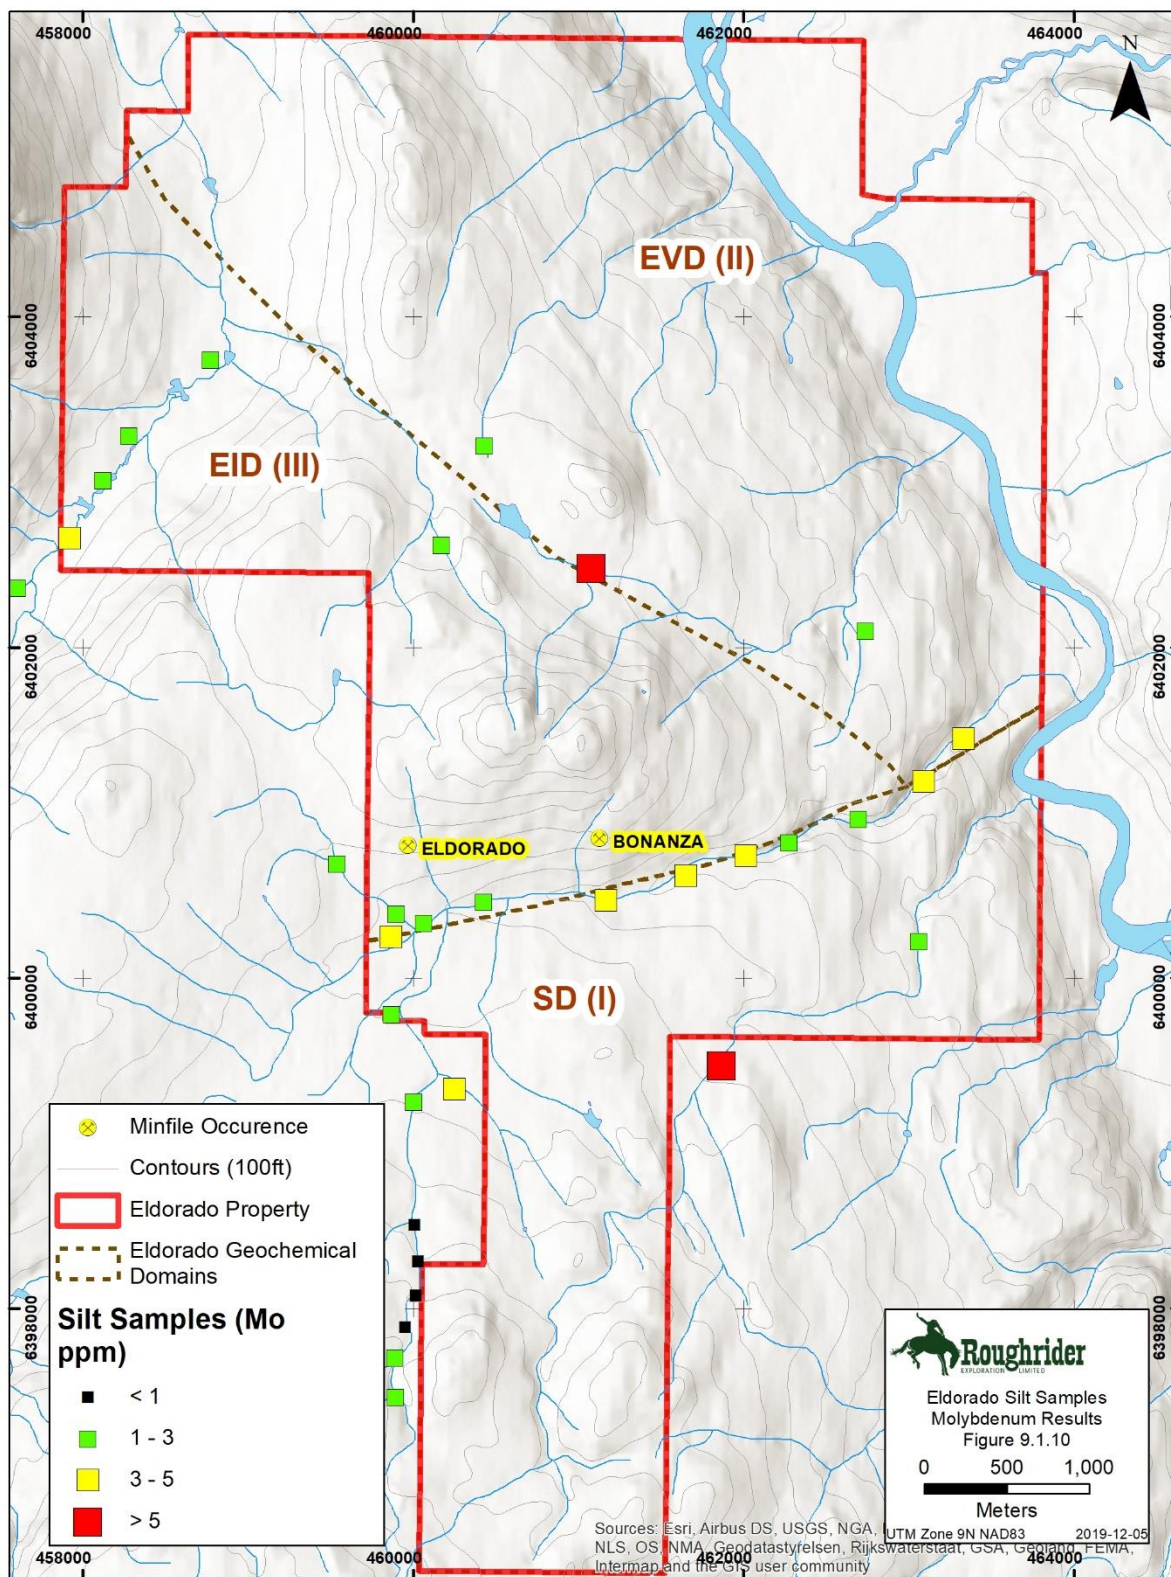 458000
460000
462000
464000
N
EVD (II)
6404000
6404000
EID (III)
6402000
6402000
ELDORADO
BONANZA
6400000
6400000
SD (I)
Minfile Occurence
Contours (100ft)
Eldorado Property
Eldorado Geochemical
Domains
Silt Samples (Mo
ppm)
< 1
1 - 3
3 - 5
> 5
6398000
Roughrider
EXPLORATION LIMITED
Eldorado Silt Samples
Molybdenum Results
Figure 9.1.10
0 500 1,000
Meters
UTM Zone 9N NAD83 2019-12-05
Sources: Esri, Airbus DS, USGS, NGA,
NLS, OS, NMA, Geodatastyrelsen, Rijkswaterstaat, GSA, Geoland, FEMA,
Intermap and the GIS user community
458000
460000
462000
464000